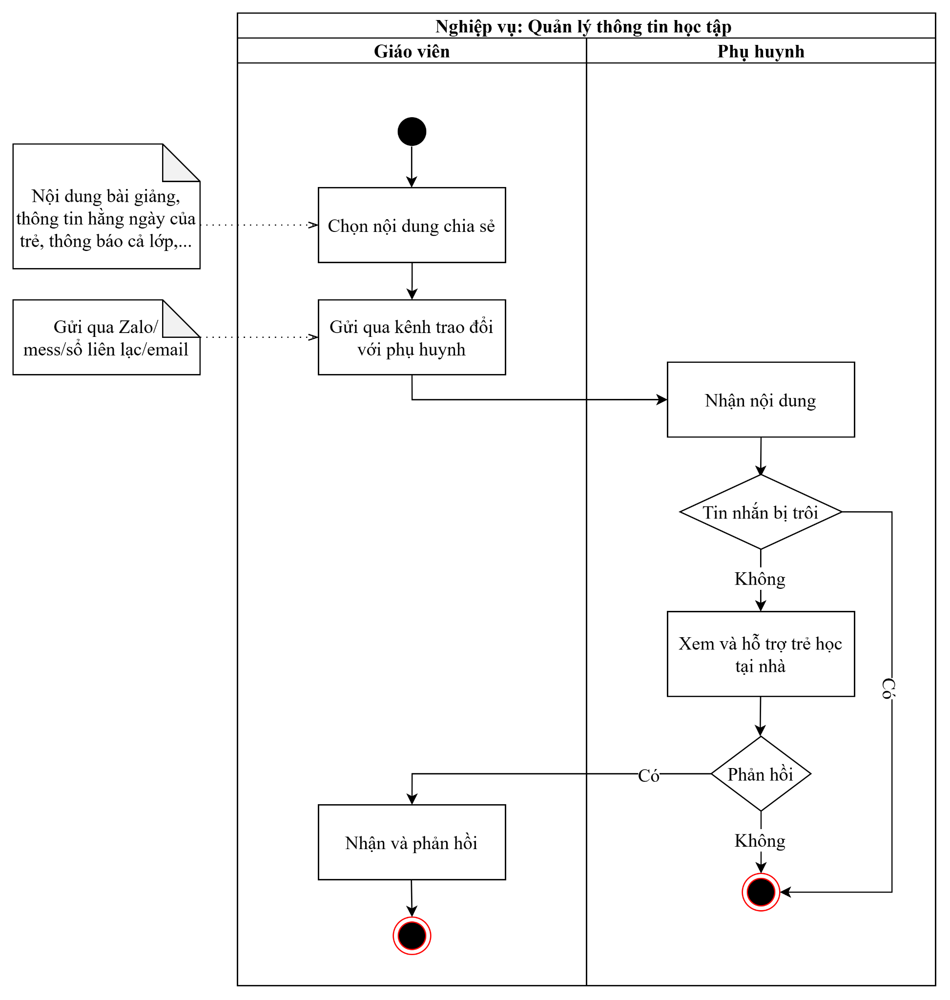 Nghiệp vụ: Quản lý thông tin học tập
Giáo viên
Phụ huynh
Nội dung bài giảng,
thông tin hằng ngày của
trẻ, thông báo cả lớp,...
Chọn nội dung chia sẻ
Gửi qua Zalo/
mess/sổ liên lạc/email
Gửi qua kênh trao đổi
với phụ huynh
Nhận nội dung
Tin nhắn bị trôi
Không
Xem và hỗ trợ trẻ học
tại nhà
Có
Phản hồi
Có
Nhận và phản hồi
Không